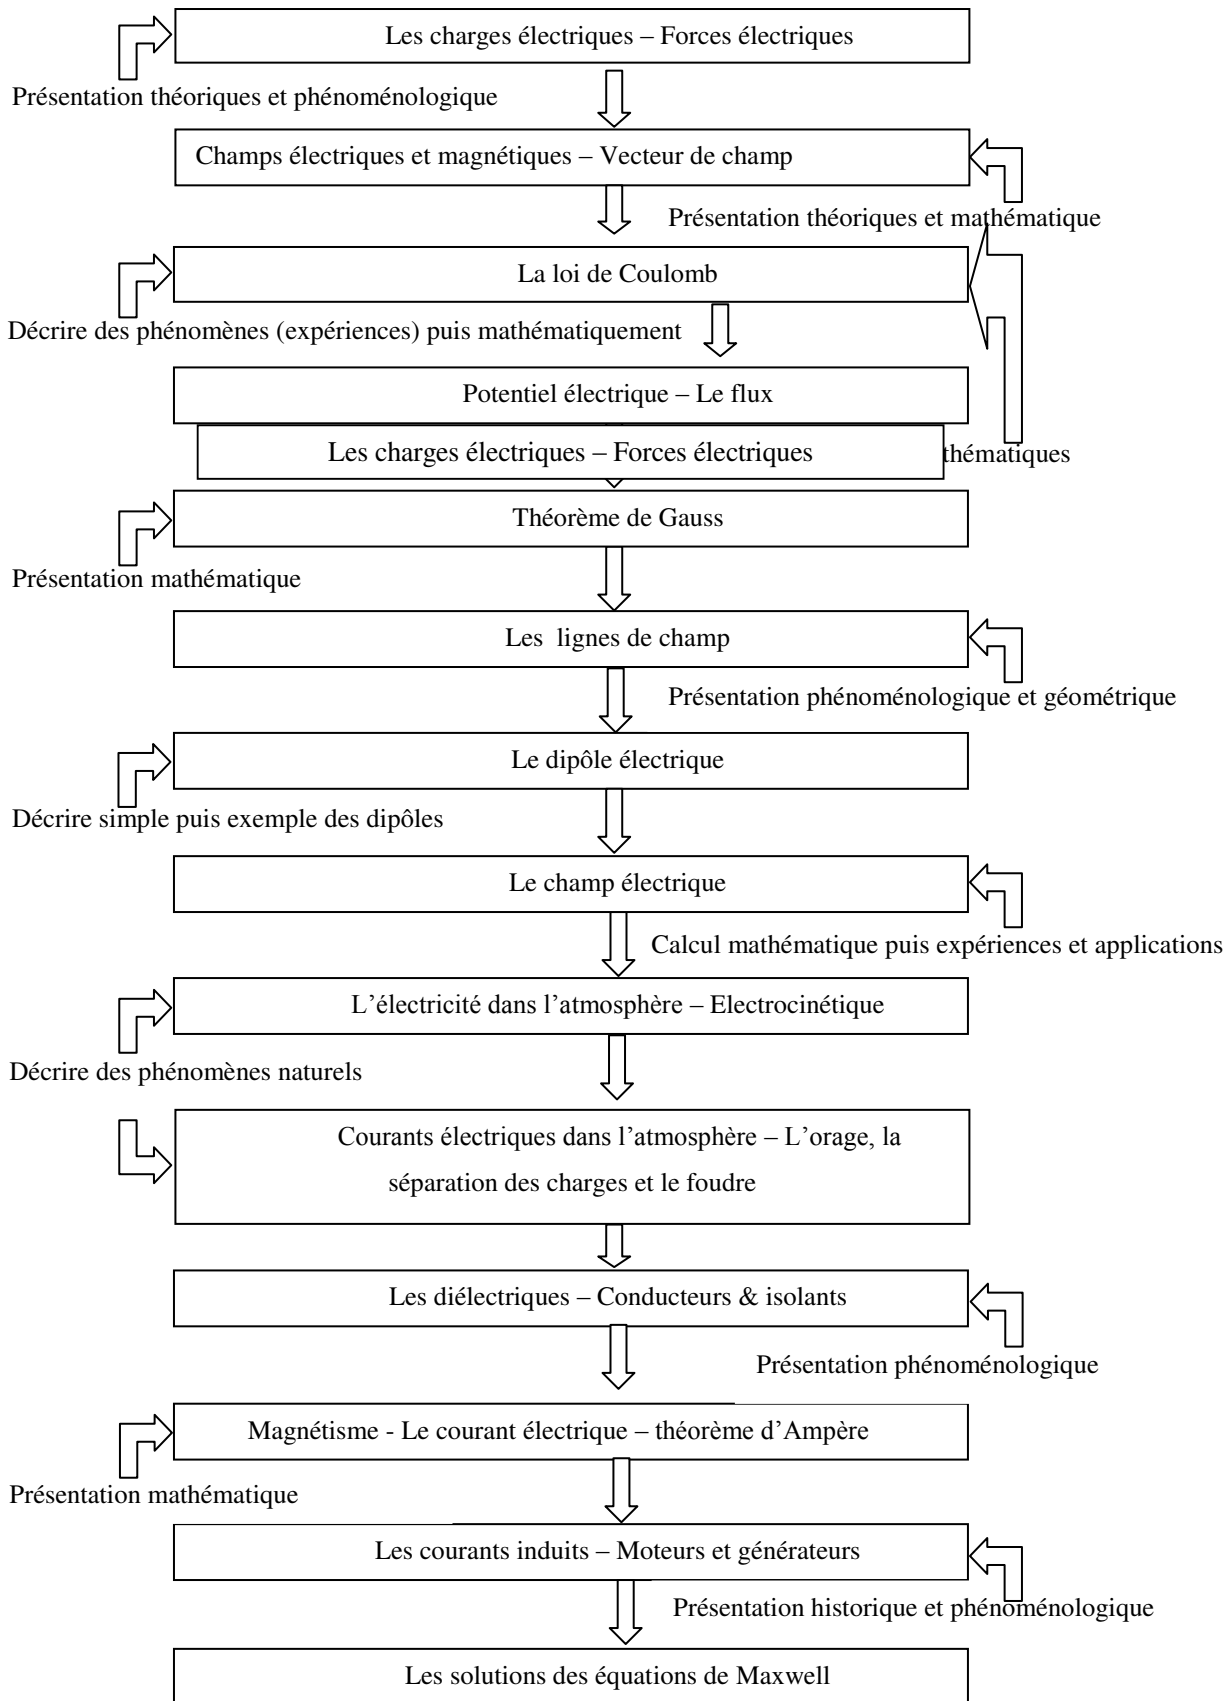 Les charges électriques – Forces électriques
Présentation théoriques et phénoménologique
Champs électriques et magnétiques – Vecteur de champ
Présentation théoriques et mathématique
La loi de Coulomb
Décrire des phénomènes (expériences) puis mathématiquement
Potentiel électrique – Le flux
Les charges électriques – Forces électriques
thématiques
Théorème de Gauss
Présentation mathématique
Les lignes de champ
Présentation phénoménologique et géométrique
Le dipôle électrique
Décrire simple puis exemple des dipôles
Le champ électrique
Calcul mathématique puis expériences et applications
L’électricité dans l’atmosphère – Electrocinétique
Décrire des phénomènes naturels
Courants électriques dans l’atmosphère – L’orage, la
séparation des charges et le foudre
Les diélectriques – Conducteurs & isolants
Présentation phénoménologique
Magnétisme - Le courant électrique – théorème d’Ampère
Présentation mathématique
Les courants induits – Moteurs et générateurs
Présentation historique et phénoménologique
Les solutions des équations de Maxwell